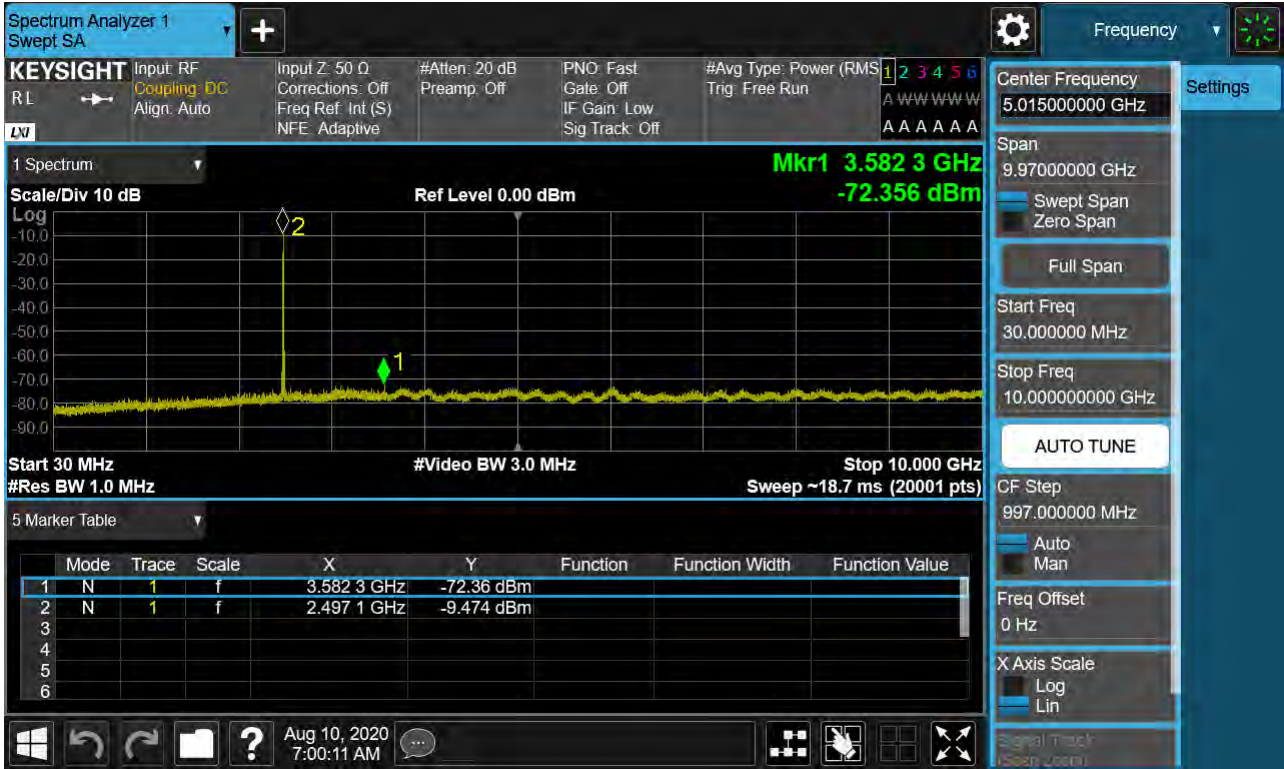 Spectrum Analyzer 1
Swept SA
Frequency
KEYSIGHT
Input: RF
Coupling: DC
Align: Auto
Input Z: 50 Ω
Corrections: Off
Freq Ref: Int (S)
NFE: Adaptive
#Atten: 20 dB
Preamp: Off
PNO: Fast
Gate: Off
IF Gain: Low
Sig Track: Off
#Avg Type: Power (RMS
Trig: Free Run
1 2 3 4 5 6
A W W W W W
A A A A A A
R L
LXI
1 Spectrum
Mkr1 3.582 3 GHz
-72.356 dBm
Scale/Div 10 dB
Ref Level 0.00 dBm
Log
-10.0
-20.0
-30.0
-40.0
-50.0
-60.0
-70.0
-80.0
-90.0
2
1
Start 30 MHz
#Video BW 3.0 MHz
Stop 10.000 GHz
#Res BW 1.0 MHz
Sweep ~18.7 ms (20001 pts)
5 Marker Table
Mode Trace Scale X Y Function Function Width Function Value
1 N 1 f 3.582 3 GHz -72.36 dBm
2 N 1 f 2.497 1 GHz -9.474 dBm
3
4
5
6
Aug 10, 2020
7:00:11 AM
Center Frequency
5.015000000 GHz
Settings
Span
9.97000000 GHz
Swept Span
Zero Span
Full Span
Start Freq
30.000000 MHz
Stop Freq
10.000000000 GHz
AUTO TUNE
CF Step
997.000000 MHz
Auto
Man
Freq Offset
0 Hz
X Axis Scale
Log
Lin
Signal Track
(Span Zoom)